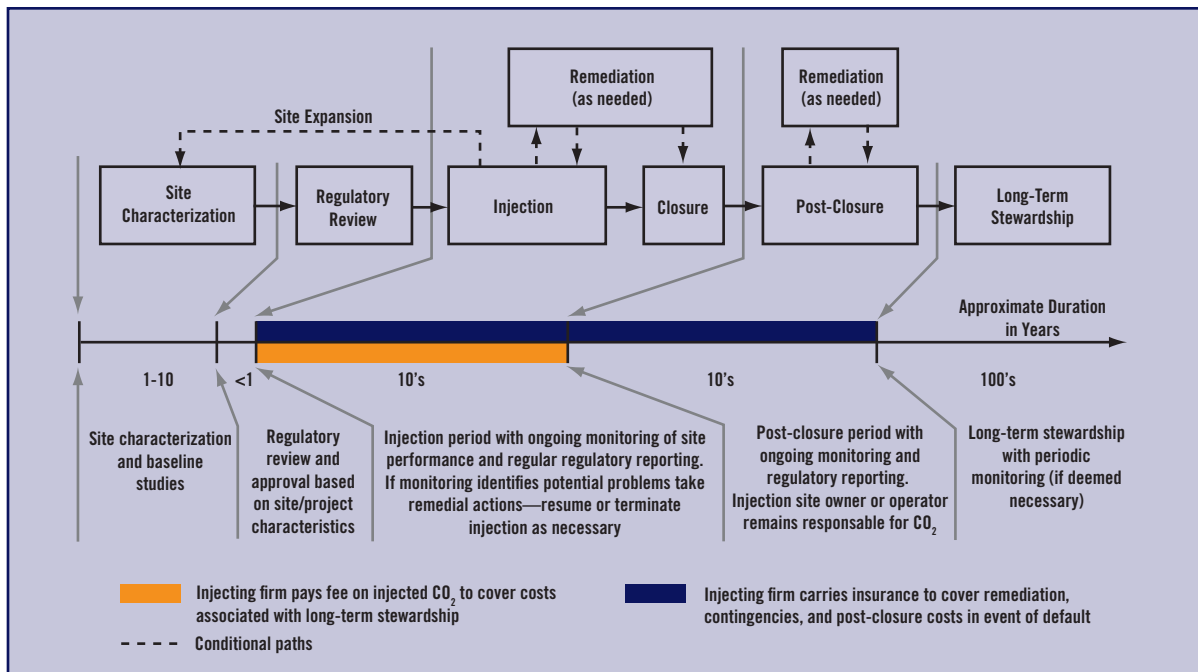 Remediation
(as needed)
Remediation
(as needed)
Site Expansion
Site
Characterization
Regulatory
Review
Injection
Closure
Post-Closure
Long-Term
Stewardship
Approximate Duration
in Years
1-10
<1
10's
10's
100's
Site characterization
and baseline
studies
Regulatory
review and
approval based
on site/project
characteristics
Injection period with ongoing monitoring of site
performance and regular regulatory reporting.
If monitoring identifies potential problems take
remedial actions—resume or terminate
injection as necessary
Post-closure period with
ongoing monitoring and
regulatory reporting.
Injection site owner or operator
remains responsable for CO₂
Long-term stewardship
with periodic
monitoring (if deemed
necessary)
Injecting firm pays fee on injected CO₂ to cover costs
associated with long-term stewardship
Conditional paths
Injecting firm carries insurance to cover remediation,
contingencies, and post-closure costs in event of default